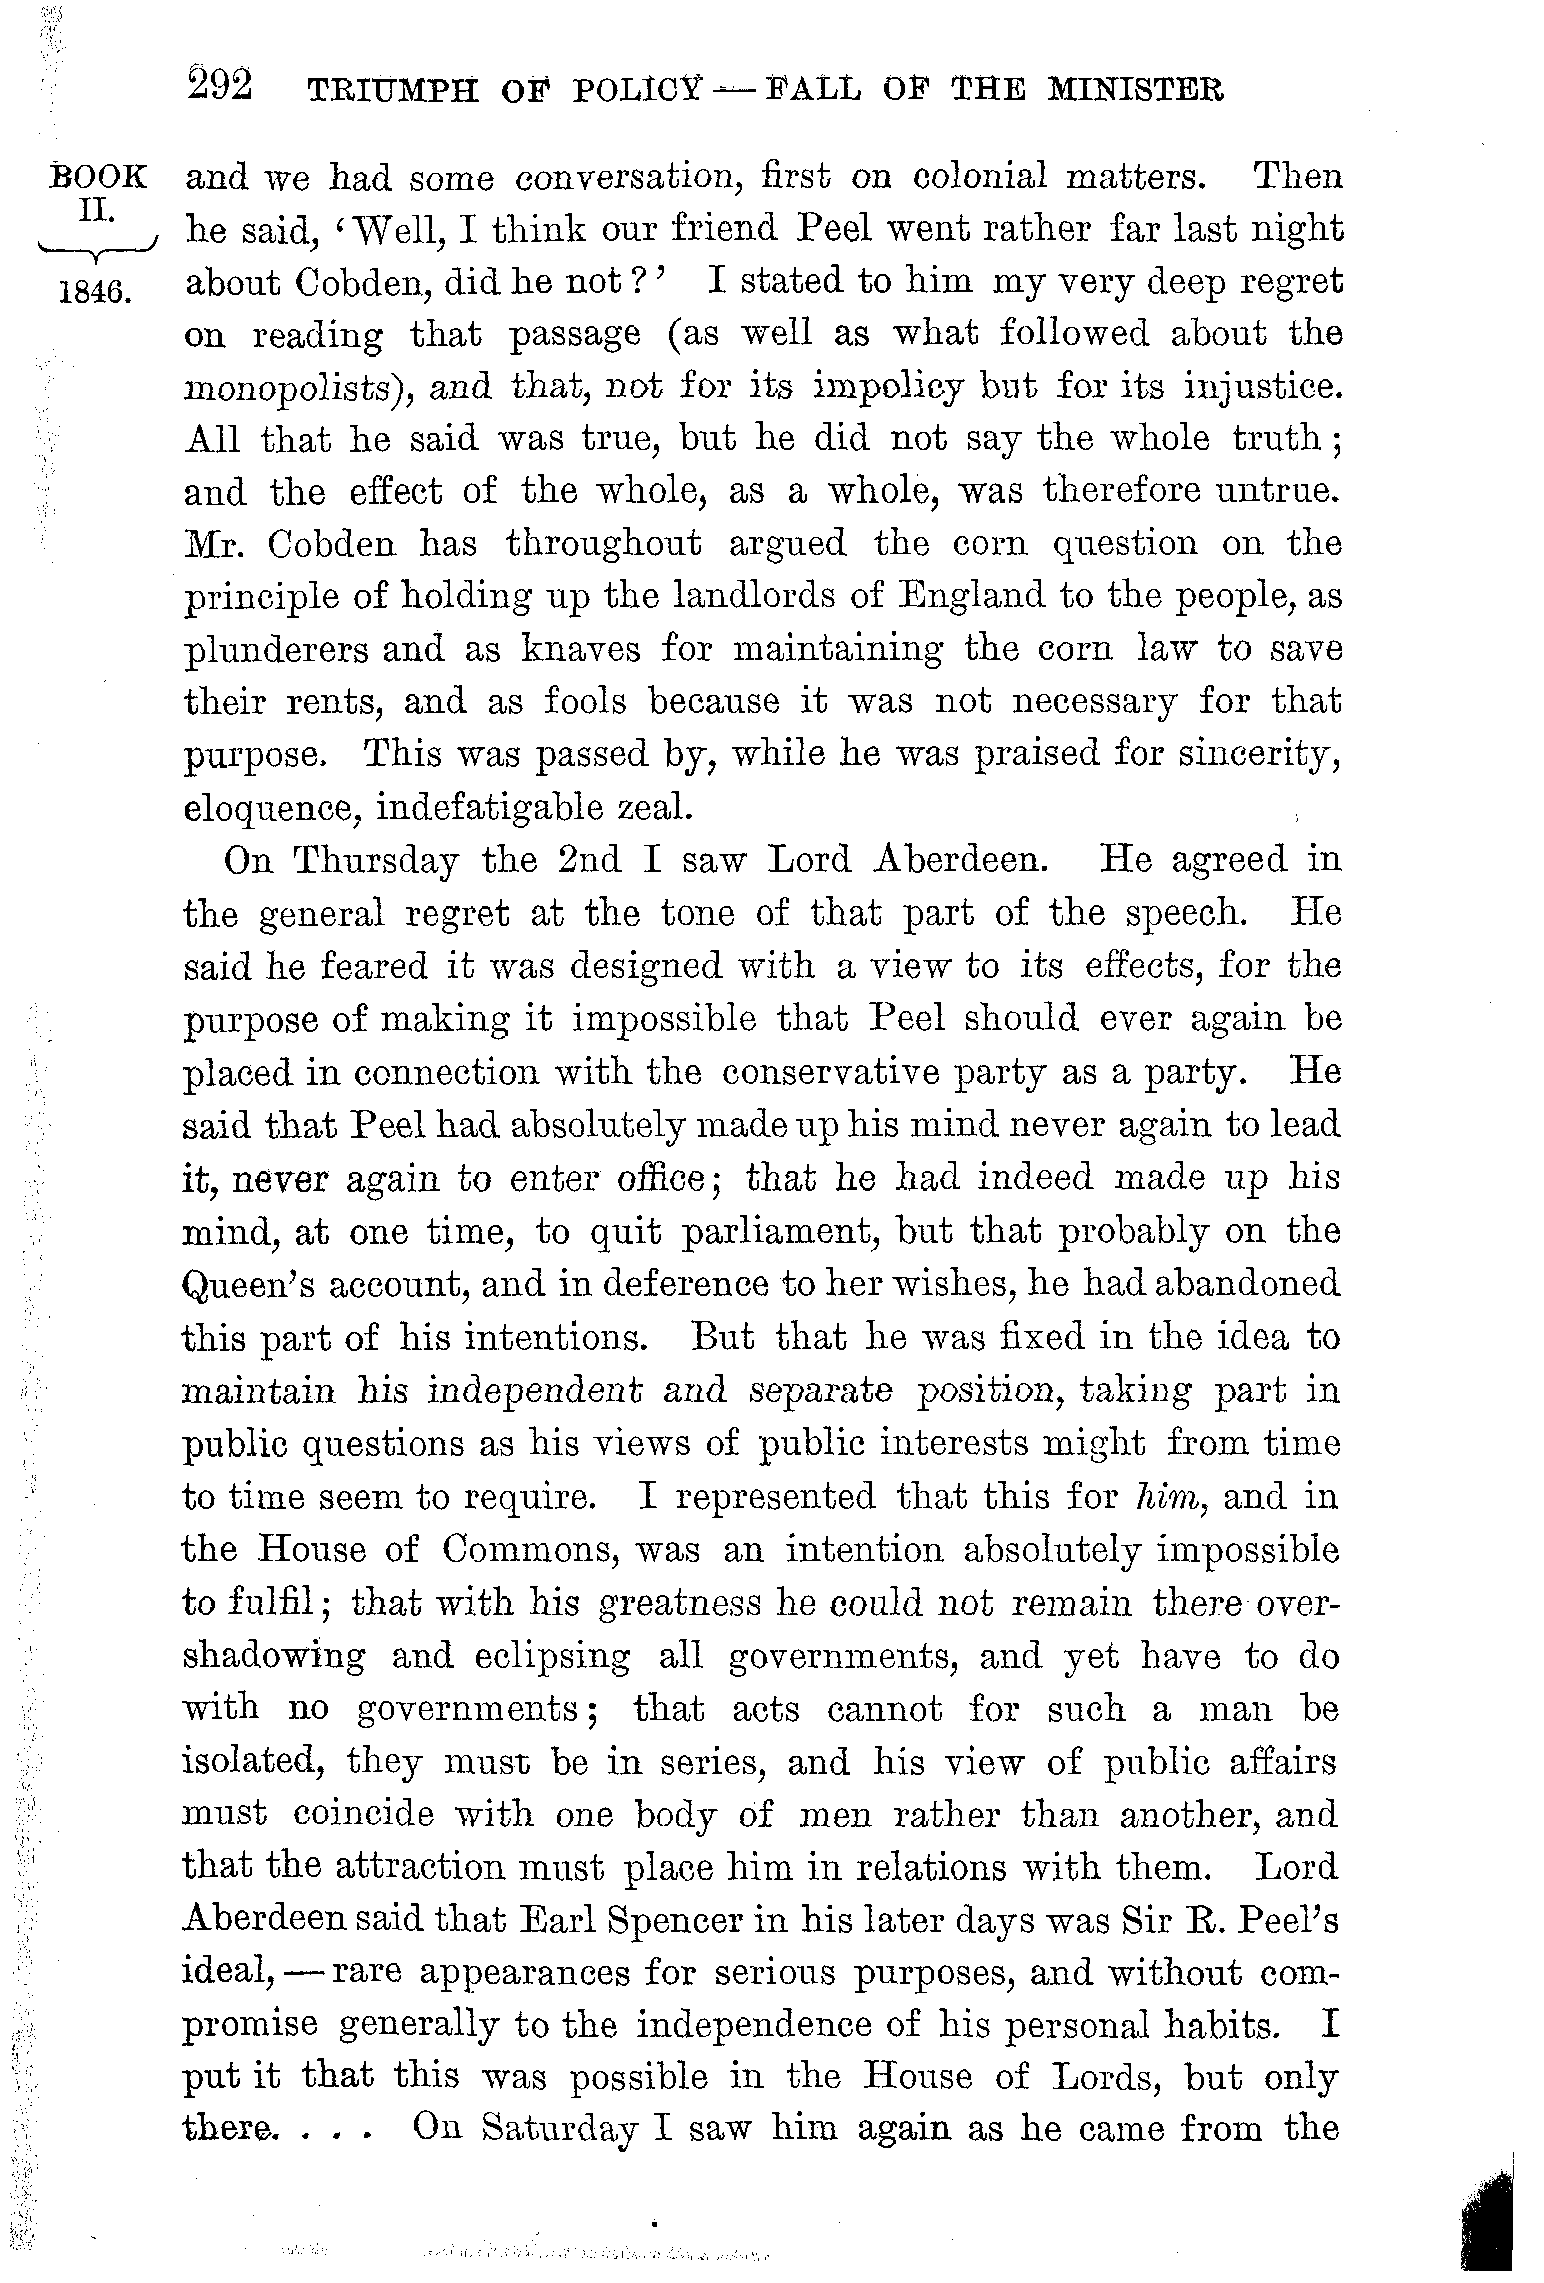 292 TRIUMPH OF POLICY — FALL OF THE MINISTER
BOOK
II.
1846.
and we had some conversation, first on colonial matters. Then
he said, ‘Well, I think our friend Peel went rather far last night
about Cobden, did he not?’ I stated to him my very deep regret
on reading that passage (as well as what followed about the
monopolists), and that, not for its impolicy but for its injustice.
All that he said was true, but he did not say the whole truth;
and the effect of the whole, as a whole, was therefore untrue.
Mr. Cobden has throughout argued the corn question on the
principle of holding up the landlords of England to the people, as
plunderers and as knaves for maintaining the corn law to save
their rents, and as fools because it was not necessary for that
purpose. This was passed by, while he was praised for sincerity,
eloquence, indefatigable zeal.
On Thursday the 2nd I saw Lord Aberdeen. He agreed in
the general regret at the tone of that part of the speech. He
said he feared it was designed with a view to its effects, for the
purpose of making it impossible that Peel should ever again be
placed in connection with the conservative party as a party. He
said that Peel had absolutely made up his mind never again to lead
it, never again to enter office; that he had indeed made up his
mind, at one time, to quit parliament, but that probably on the
Queen’s account, and in deference to her wishes, he had abandoned
this part of his intentions. But that he was fixed in the idea to
maintain his independent and separate position, taking part in
public questions as his views of public interests might from time
to time seem to require. I represented that this for him, and in
the House of Commons, was an intention absolutely impossible
to fulfil; that with his greatness he could not remain there over-
shadowing and eclipsing all governments, and yet have to do
with no governments; that acts cannot for such a man be
isolated, they must be in series, and his view of public affairs
must coincide with one body of men rather than another, and
that the attraction must place him in relations with them. Lord
Aberdeen said that Earl Spencer in his later days was Sir R. Peel’s
ideal,—rare appearances for serious purposes, and without com-
promise generally to the independence of his personal habits. I
put it that this was possible in the House of Lords, but only
there. . . . On Saturday I saw him again as he came from the